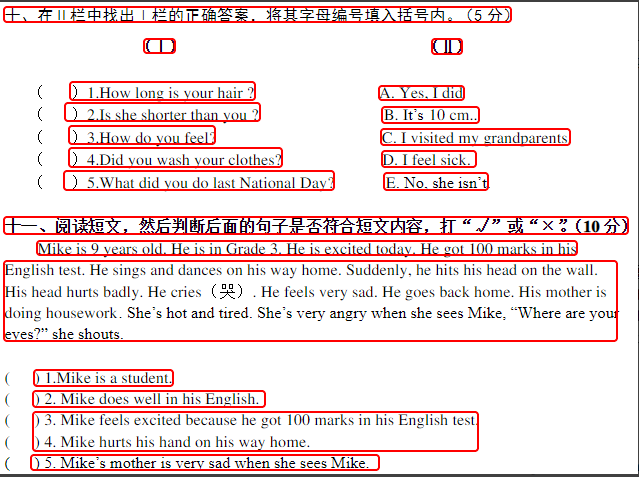 十、在Ⅱ栏中找出Ⅰ栏的正确答案，将其字母编号填入括号内。（5 分）
（Ⅰ） （Ⅱ）
（ ）1.How long is your hair ? A. Yes, I did
（ ）2.Is she shorter than you ? B. It's 10 cm..
（ ）3.How do you feel? C. I visited my grandparents
（ ）4.Did you wash your clothes? D. I feel sick.
（ ）5.What did you do last National Day? E. No, she isn't
十一、阅读短文，然后判断后面的句子是否符合短文内容，打“√”或“×”。（10 分）
Mike is 9 years old. He is in Grade 3. He is excited today. He got 100 marks in his
English test. He sings and dances on his way home. Suddenly, he hits his head on the wall.
His head hurts badly. He cries（哭）. He feels very sad. He goes back home. His mother is
doing housework. She's hot and tired. She's very angry when she sees Mike, “Where are your
eyes?” she shouts.
( ) 1.Mike is a student.
( ) 2. Mike does well in his English.
( ) 3. Mike feels excited because he got 100 marks in his English test.
( ) 4. Mike hurts his hand on his way home.
( ) 5. Mike's mother is very sad when she sees Mike.